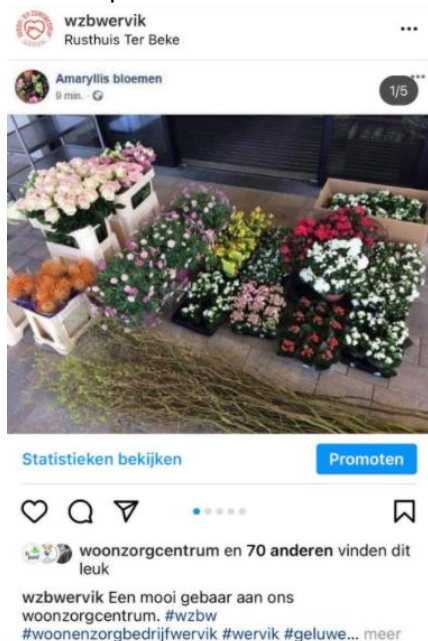 wzbwervik
Rusthuis Ter Beke
Amaryllis bloemen
9 min.
1/5
Statistieken bekijken
Promoten
woonzorgcentrum en 70 anderen vinden dit
leuk
wzbwervik Een mooi gebaar aan ons
woonzorgcentrum. #wzbw
#woonenzorgbedrijfwervik #wervik #geluwe... meer